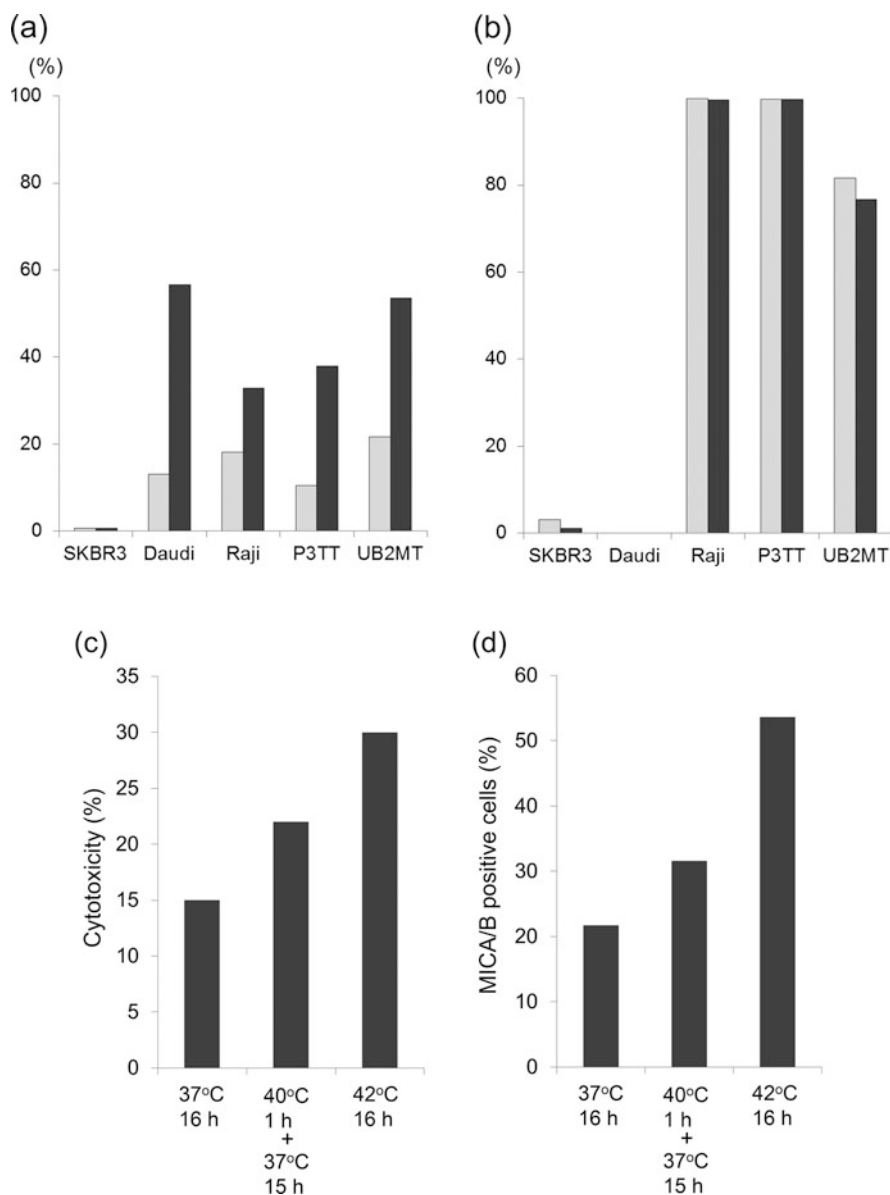 (a)
(%)
100
80
60
40
20
0
SKBR3 Daudi Raji P3TT UB2MT
(b)
(%)
100
80
60
40
20
0
SKBR3 Daudi Raji P3TT UB2MT
(c)
Cytotoxicity (%)
35
30
25
20
15
10
5
0
37°C 40°C 42°C
16 h 1 h 16 h
+
37°C
15 h
(d)
MICA/B positive cells (%)
60
50
40
30
20
10
0
37°C 40°C 42°C
16 h 1 h 16 h
+
37°C
15 h